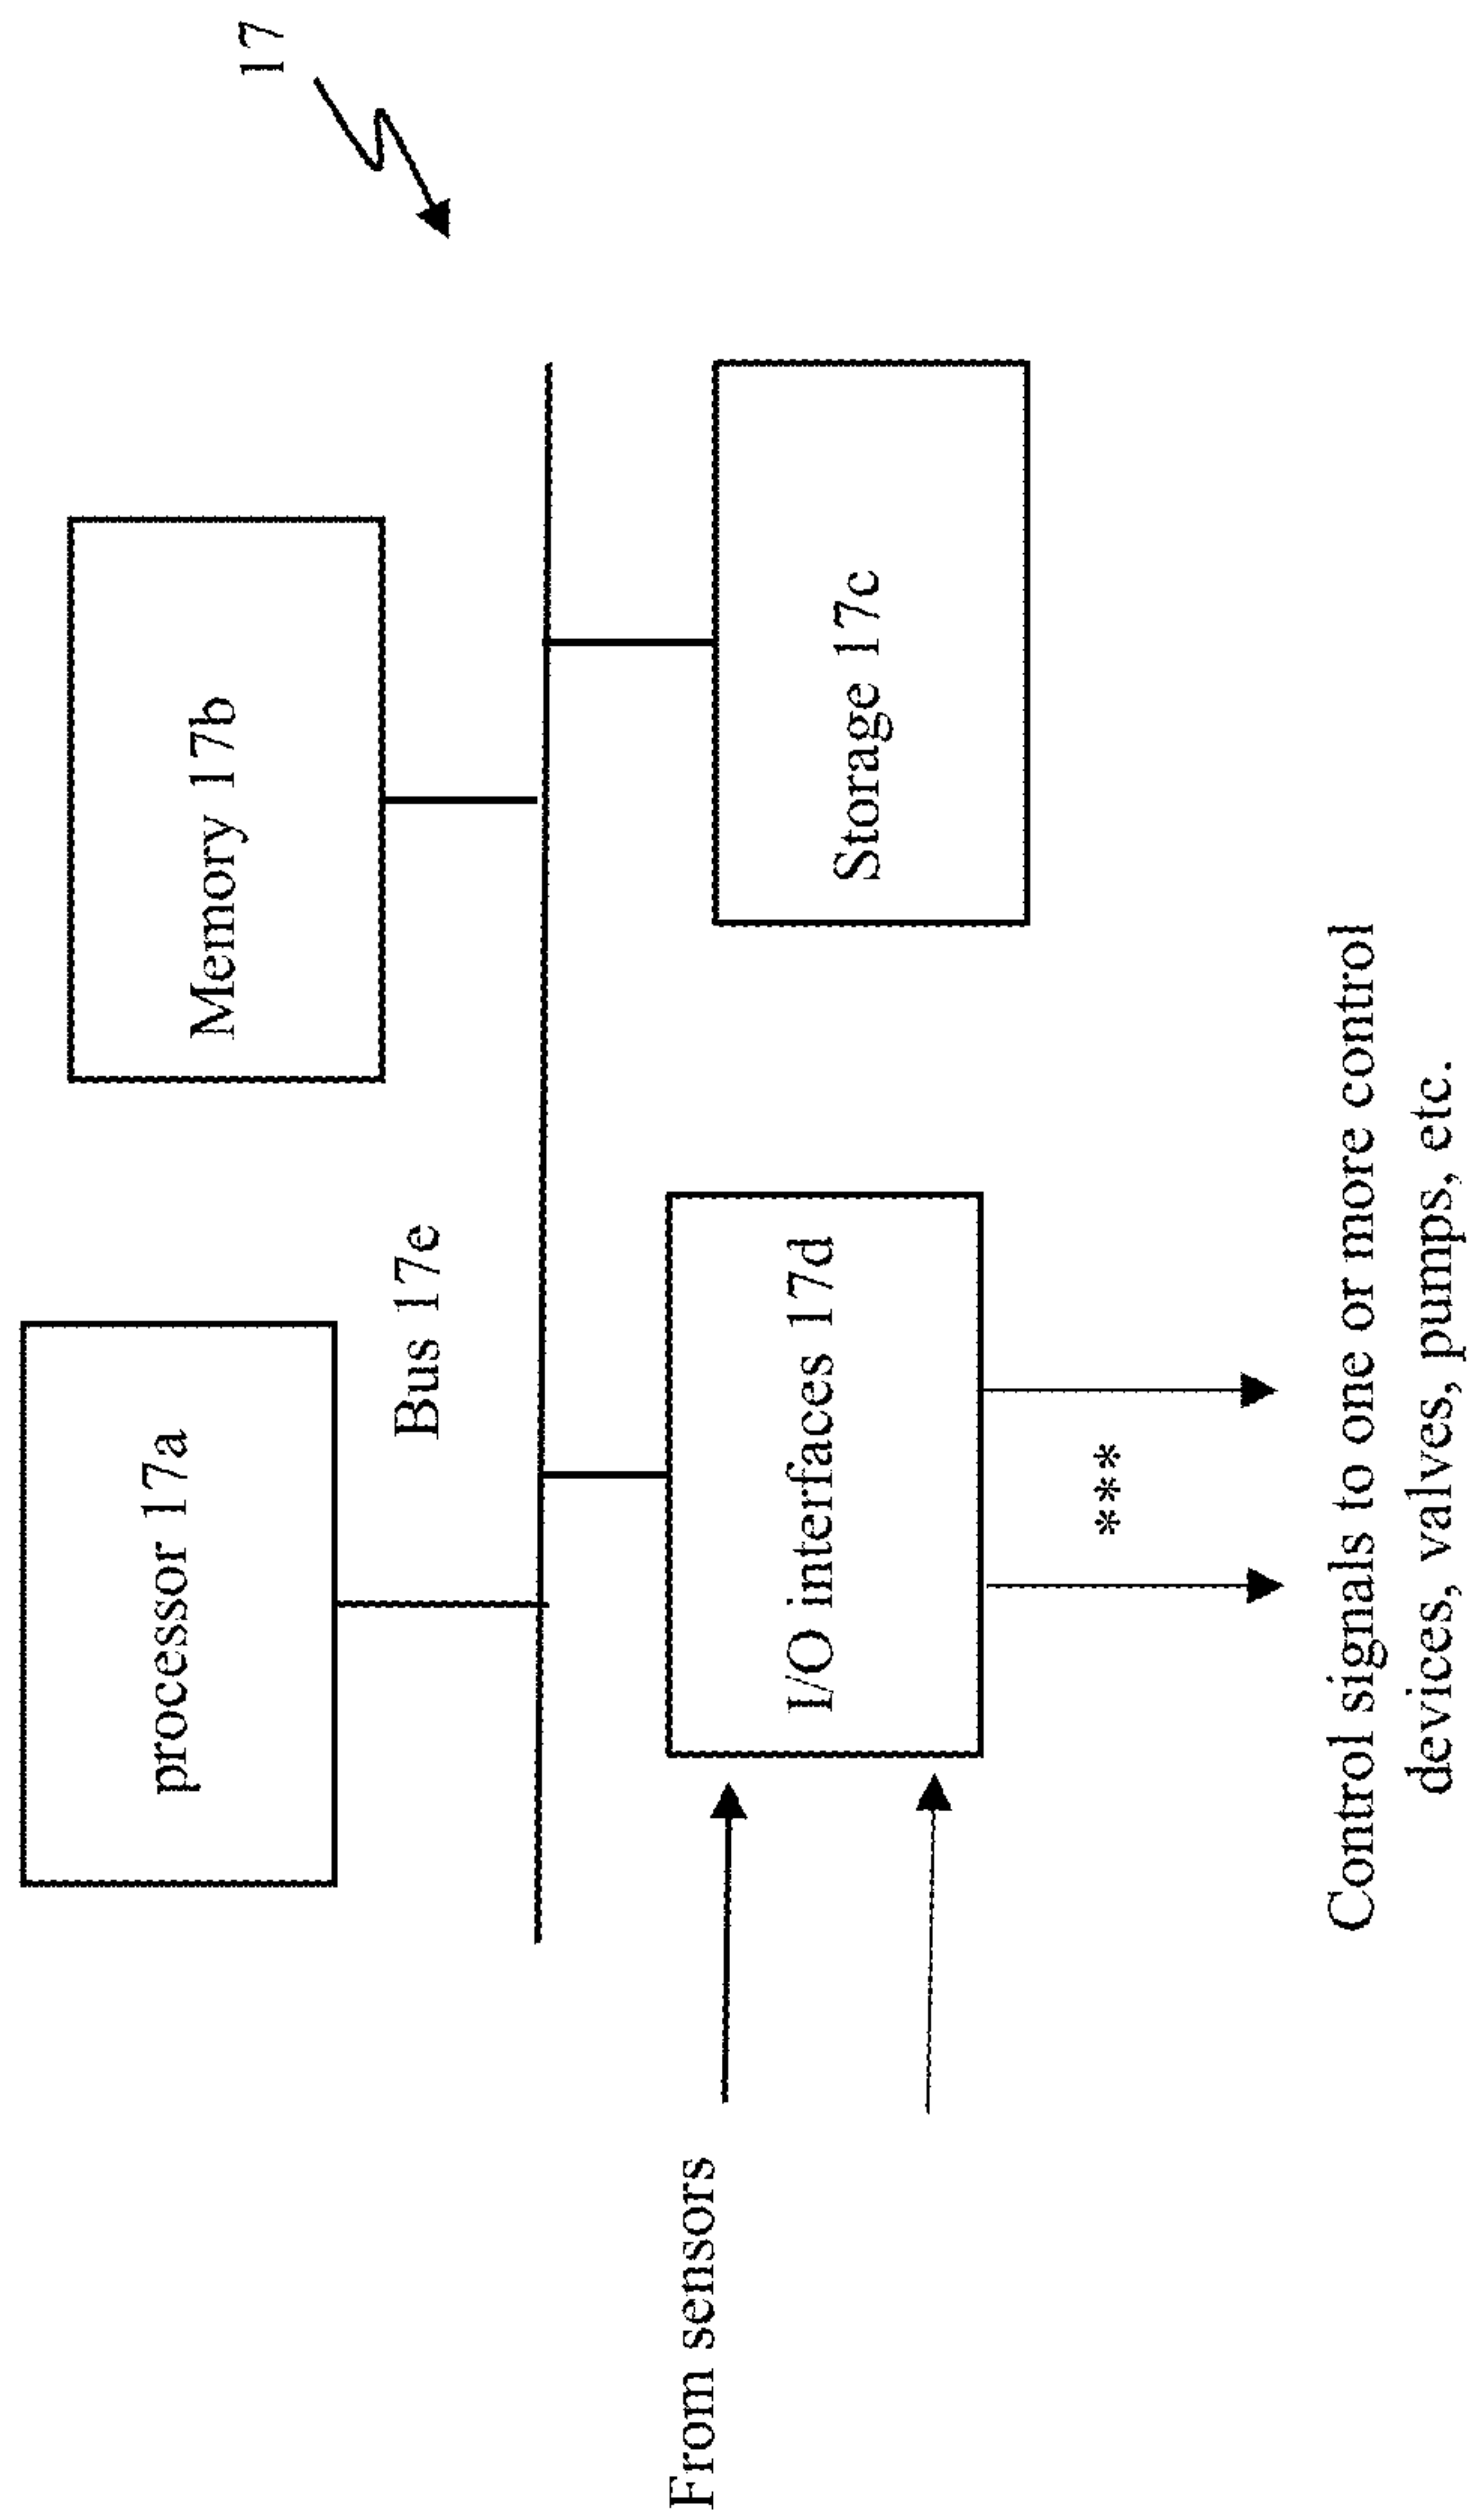 17
processor 17a
Memory 17b
Bus 17e
I/O interfaces 17d
Storage 17c
From sensors
***
Control signals to one or more control
devices, valves, pumps, etc.